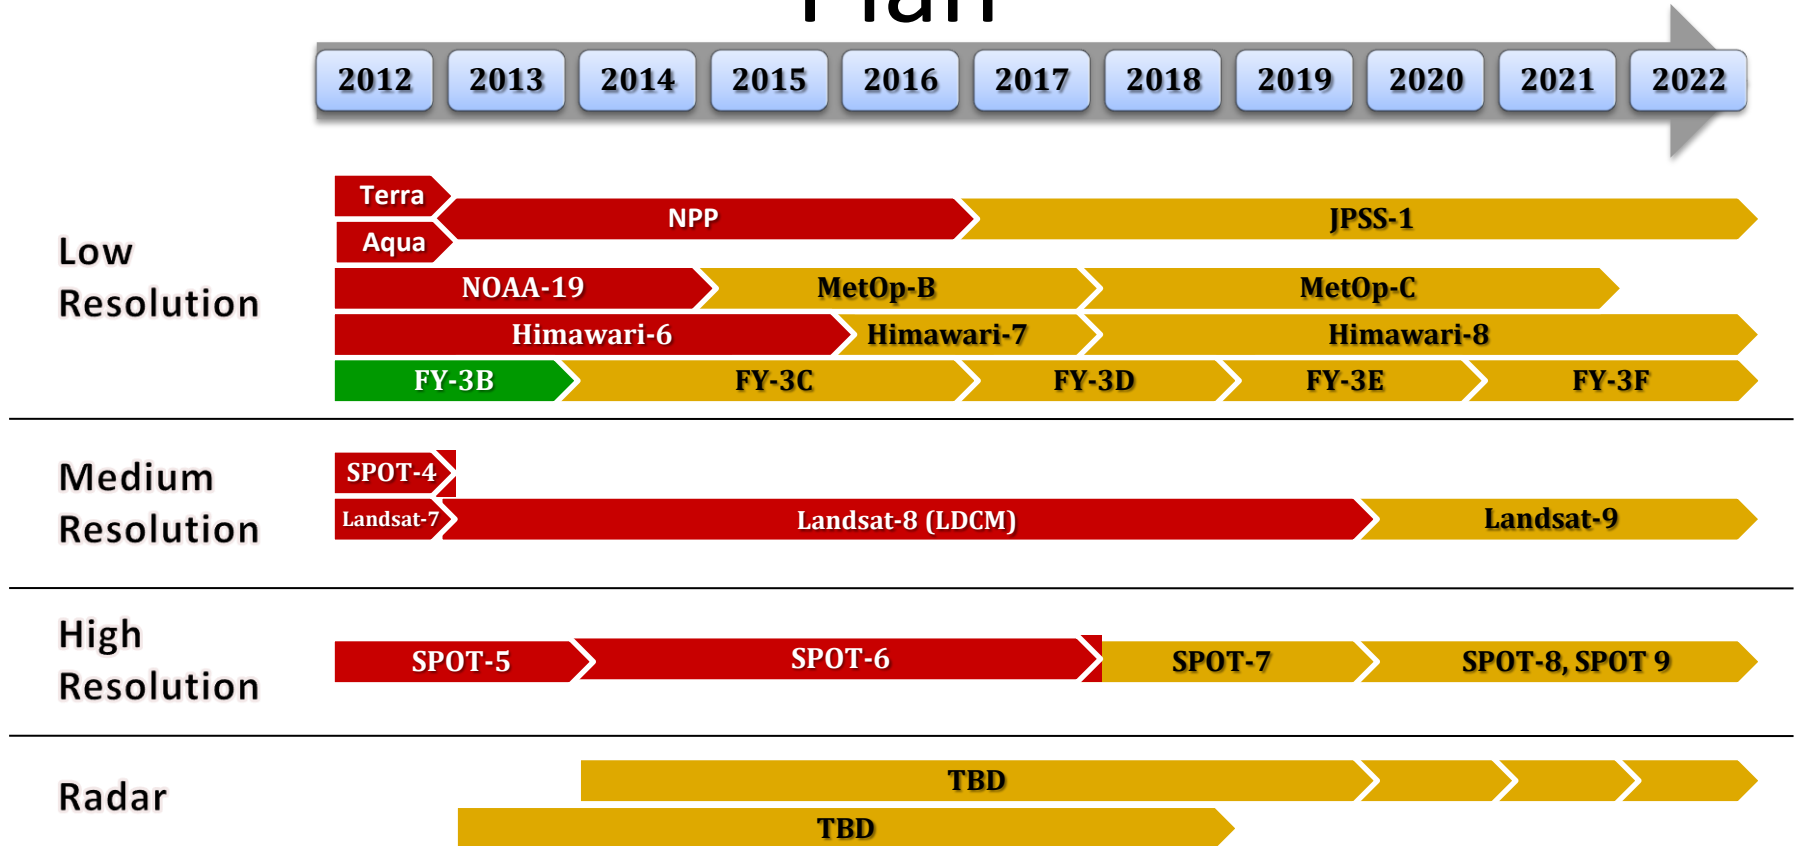 Plan
2012 2013 2014 2015 2016 2017 2018 2019 2020 2021 2022
Terra
NPP JPSS-1
Aqua
Low
Resolution
NOAA-19 MetOp-B MetOp-C
Himawari-6 Himawari-7 Himawari-8
FY-3B FY-3C FY-3D FY-3E FY-3F
Medium
Resolution
SPOT-4
Landsat-7 Landsat-8 (LDCM) Landsat-9
High
Resolution
SPOT-5 SPOT-6 SPOT-7 SPOT-8, SPOT 9
Radar
TBD
TBD